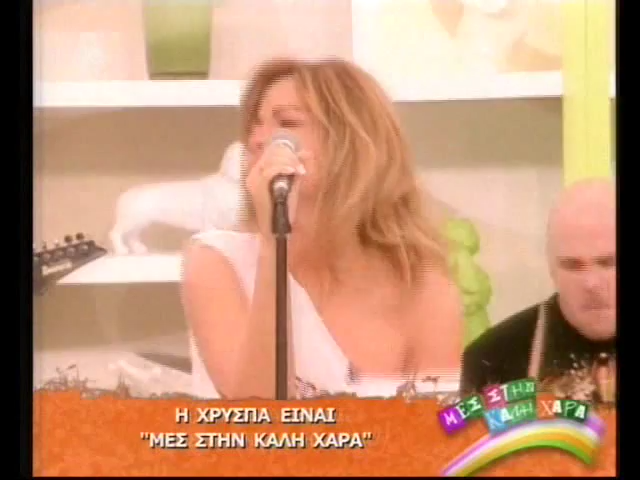 Η ΧΡΥΣΠΑ ΕΙΝΑΙ
"ΜΕΣ ΣΤΗΝ ΚΑΛΗ ΧΑΡΑ"
ΜΕΣ ΣΤΗΝ
ΚΑΛΗ ΧΑΡΑ